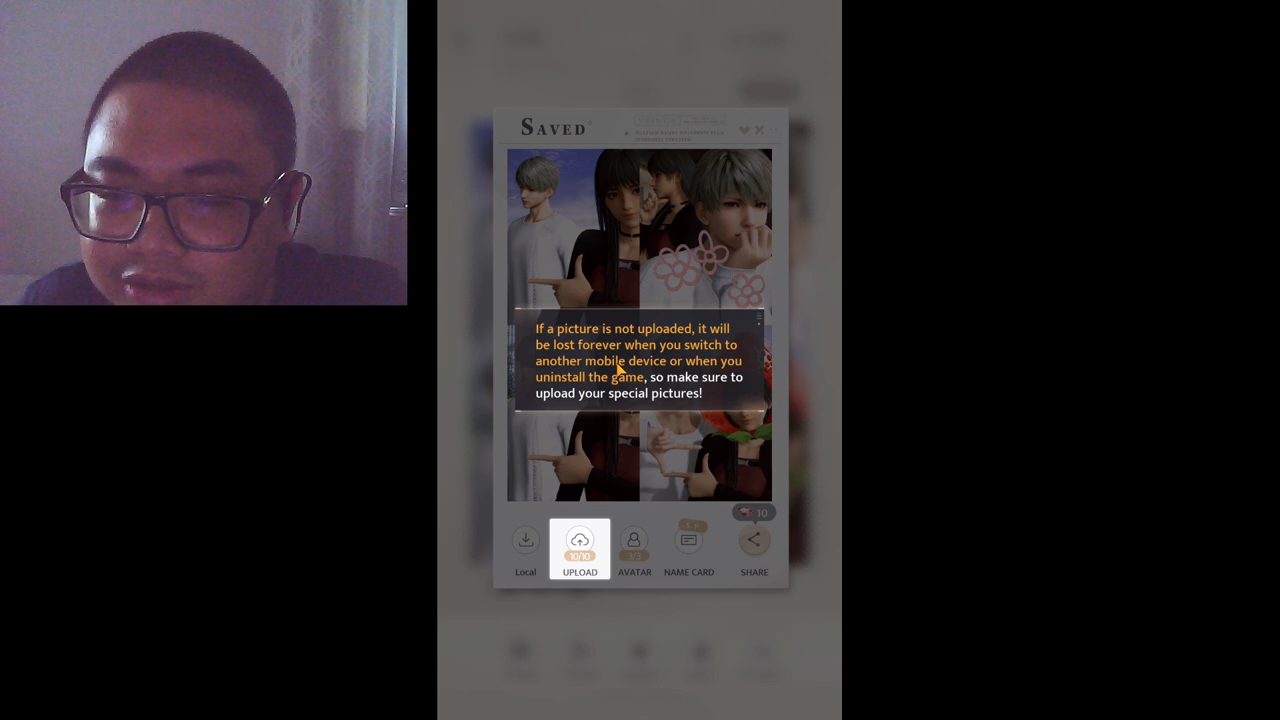 SAVED
If a picture is not uploaded, it will
be lost forever when you switch to
another mobile device or when you
uninstall the game, so make sure to
upload your special pictures!
10
10/10
3/3
Local
UPLOAD
AVATAR
NAME CARD
SHARE